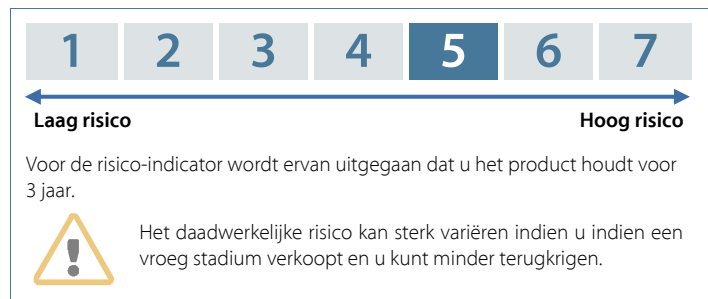 1 2 3 4 5 6 7
Laag risico Hoog risico
Voor de risico-indicator wordt ervan uitgegaan dat u het product houdt voor
3 jaar.
Het daadwerkelijke risico kan sterk variëren indien u indien een
vroeg stadium verkoopt en u kunt minder terugkrigen.